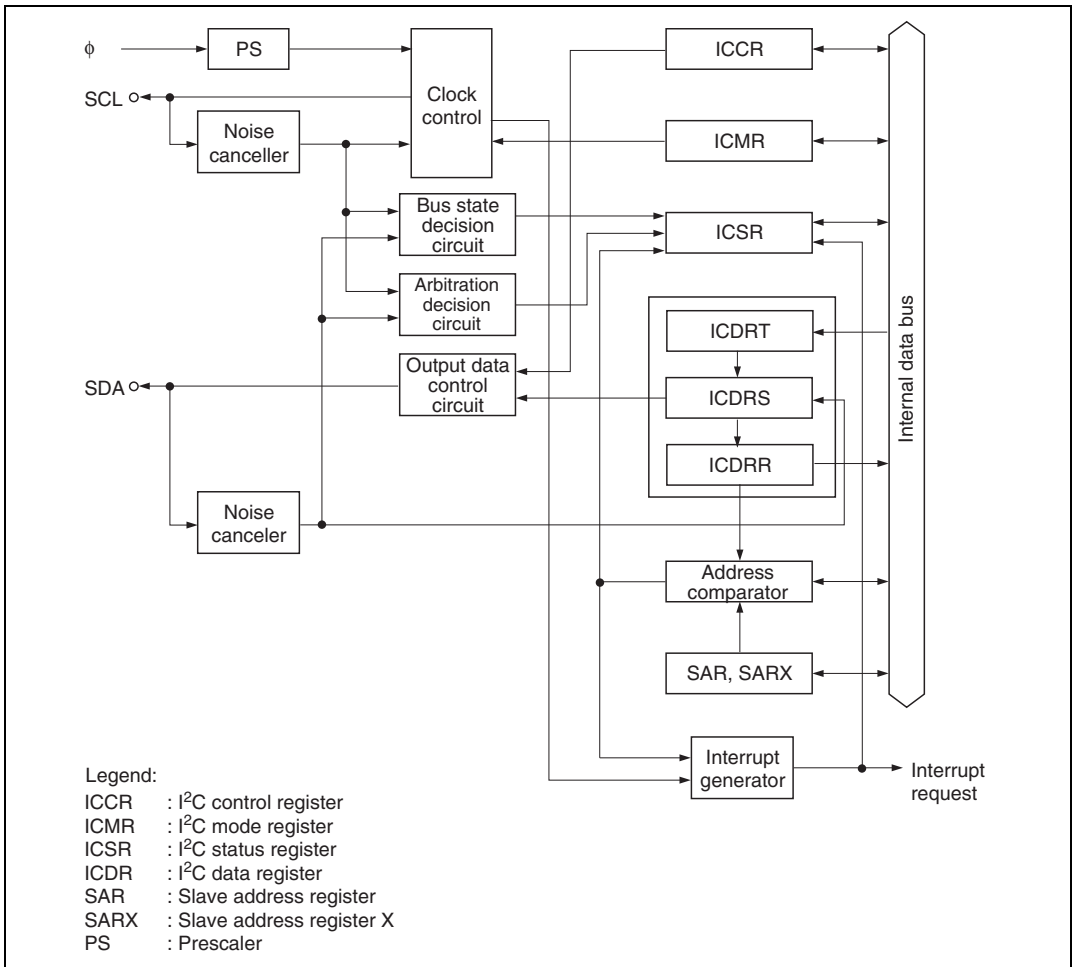 ϕ
PS
ICCR
SCL
Clock
control
Noise
canceller
ICMR
Bus state
decision
circuit
ICSR
Arbitration
decision
circuit
Internal data bus
ICDRT
SDA
Output data
control
circuit
ICDRS
ICDRR
Noise
canceler
Address
comparator
SAR, SARX
Interrupt
generator
Interrupt
request
Legend:
ICCR : I²C control register
ICMR : I²C mode register
ICSR : I²C status register
ICDR : I²C data register
SAR : Slave address register
SARX : Slave address register X
PS : Prescaler